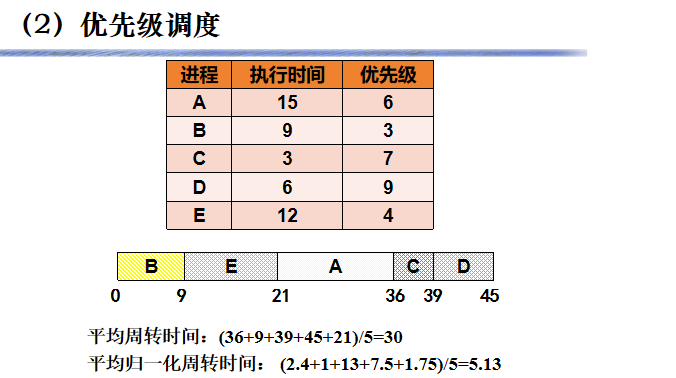 （2）优先级调度
进程 执行时间 优先级
A 15 6
B 9 3
C 3 7
D 6 9
E 12 4
B E A C D
0 9 21 36 39 45
平均周转时间：(36+9+39+45+21)/5=30
平均归一化周转时间： (2.4+1+13+7.5+1.75)/5=5.13